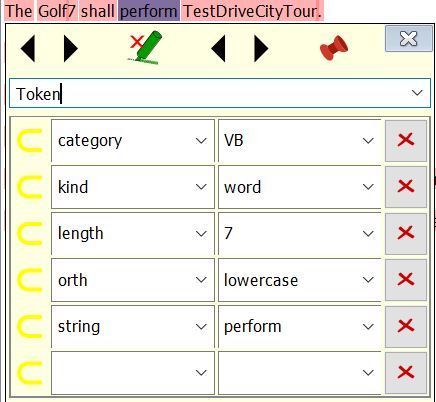 The Golf7 shall perform TestDriveCityTour.
Token
category VB
kind word
length 7
orth lowercase
string perform